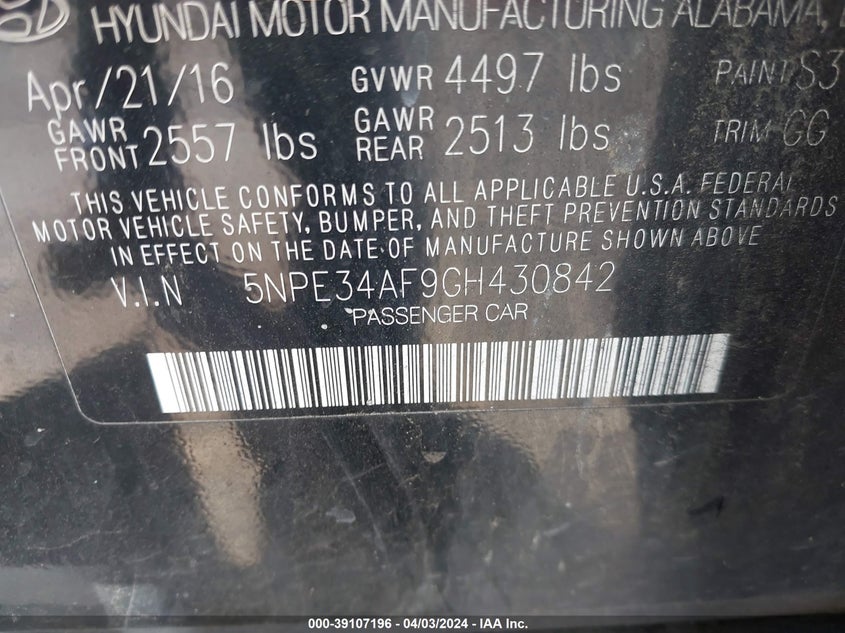 HYUNDAI MOTOR MANUFACTURING ALABAMA,
Apr/21/16 GVWR 4497 lbs PAINT S3
GAWR FRONT 2557 lbs GAWR REAR 2513 lbs TRIM GG
THIS VEHICLE CONFORMS TO ALL APPLICABLE U.S.A. FEDERAL
MOTOR VEHICLE SAFETY, BUMPER, AND THEFT PREVENTION STANDARDS
IN EFFECT ON THE DATE OF MANUFACTURE SHOWN ABOVE
V.I.N 5NPE34AF9GH430842
PASSENGER CAR
000-39107196 - 04/03/2024 - IAA Inc.